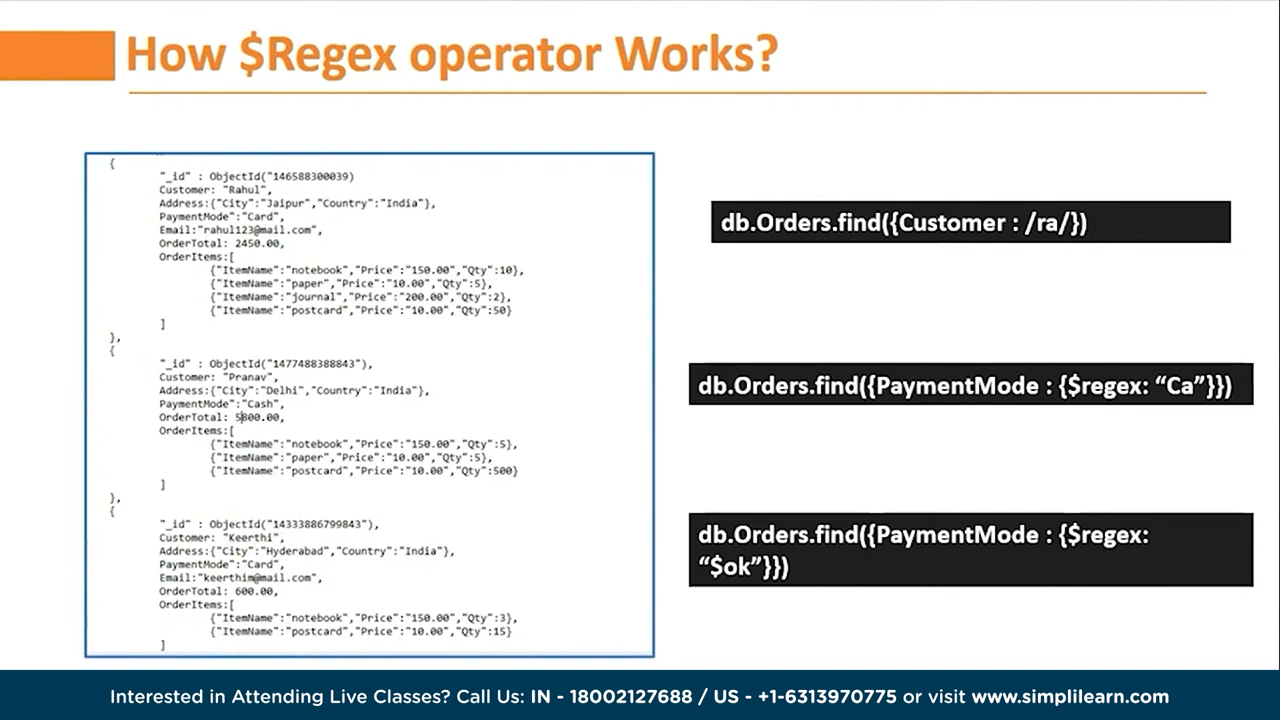 How $Regex operator Works?
{
"_id" : ObjectId("146588300039)
Customer: "Rahul",
Address:{"City":"Jaipur","Country":"India"},
PaymentMode":"Card",
Email:"rahul123@mail.com",
OrderTotal: 2450.00,
OrderItems:[
{"ItemName":"notebook","Price":"150.00","Qty":10},
{"ItemName":"paper","Price":"10.00","Qty":5},
{"ItemName":"journal","Price":"200.00","Qty":2},
{"ItemName":"postcard","Price":"10.00","Qty":50}
]
},
{
"_id" : ObjectId("1477488388843"),
Customer: "Pranav",
Address:{"City":"Delhi","Country":"India"},
PaymentMode":"Cash",
OrderTotal: 5800.00,
OrderItems:[
{"ItemName":"notebook","Price":"150.00","Qty":5},
{"ItemName":"paper","Price":"10.00","Qty":5},
{"ItemName":"postcard","Price":"10.00","Qty":500}
]
},
{
"_id" : ObjectId("14333886799843"),
Customer: "Keerthi",
Address:{"City":"Hyderabad","Country":"India"},
PaymentMode":"Card",
Email:"keerthim@mail.com",
OrderTotal: 600.00,
OrderItems:[
{"ItemName":"notebook","Price":"150.00","Qty":3},
{"ItemName":"postcard","Price":"10.00","Qty":15}
]
db.Orders.find({Customer : /ra/})
db.Orders.find({PaymentMode : {$regex: “Ca”}})
db.Orders.find({PaymentMode : {$regex:
“$ok”}})
Interested in Attending Live Classes? Call Us: IN - 18002127688 / US - +1-6313970775 or visit www.simplilearn.com